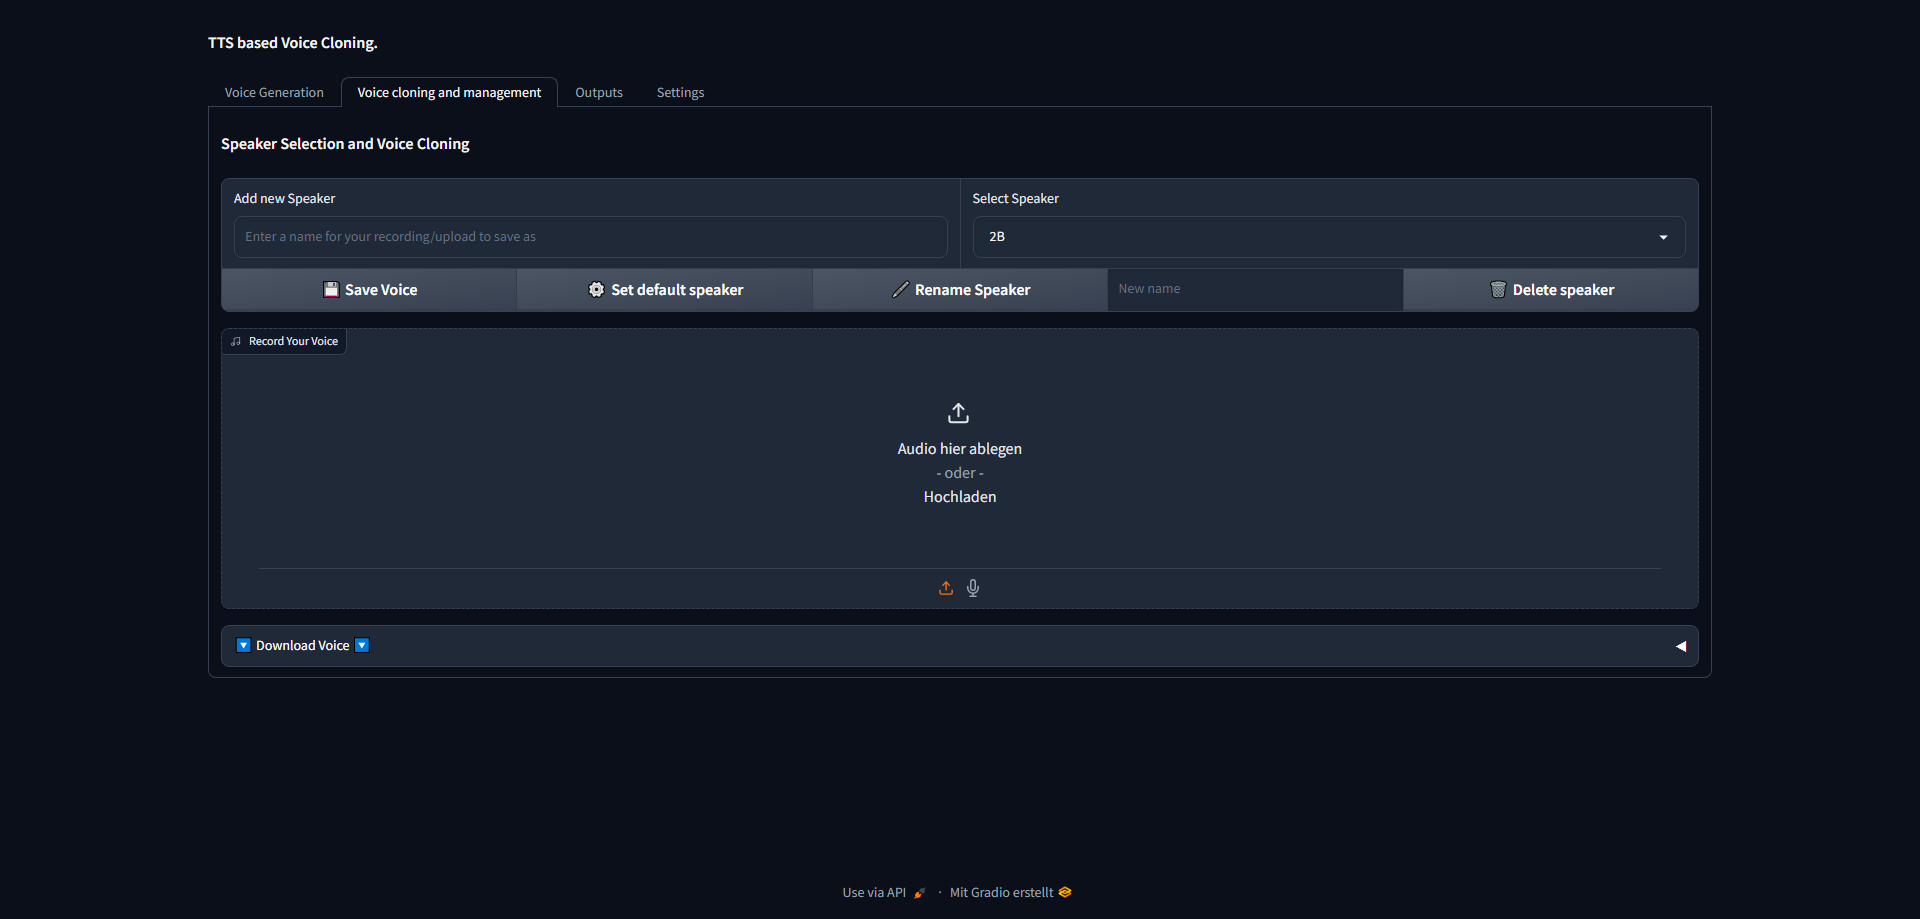 TTS based Voice Cloning.
Voice Generation
Voice cloning and management
Outputs
Settings
Speaker Selection and Voice Cloning
Add new Speaker
Select Speaker
Enter a name for your recording/upload to save as
2B
Save Voice
Set default speaker
Rename Speaker
New name
Delete speaker
Record Your Voice
Audio hier ablegen
- oder -
Hochladen
Download Voice
Use via API · Mit Gradio erstellt